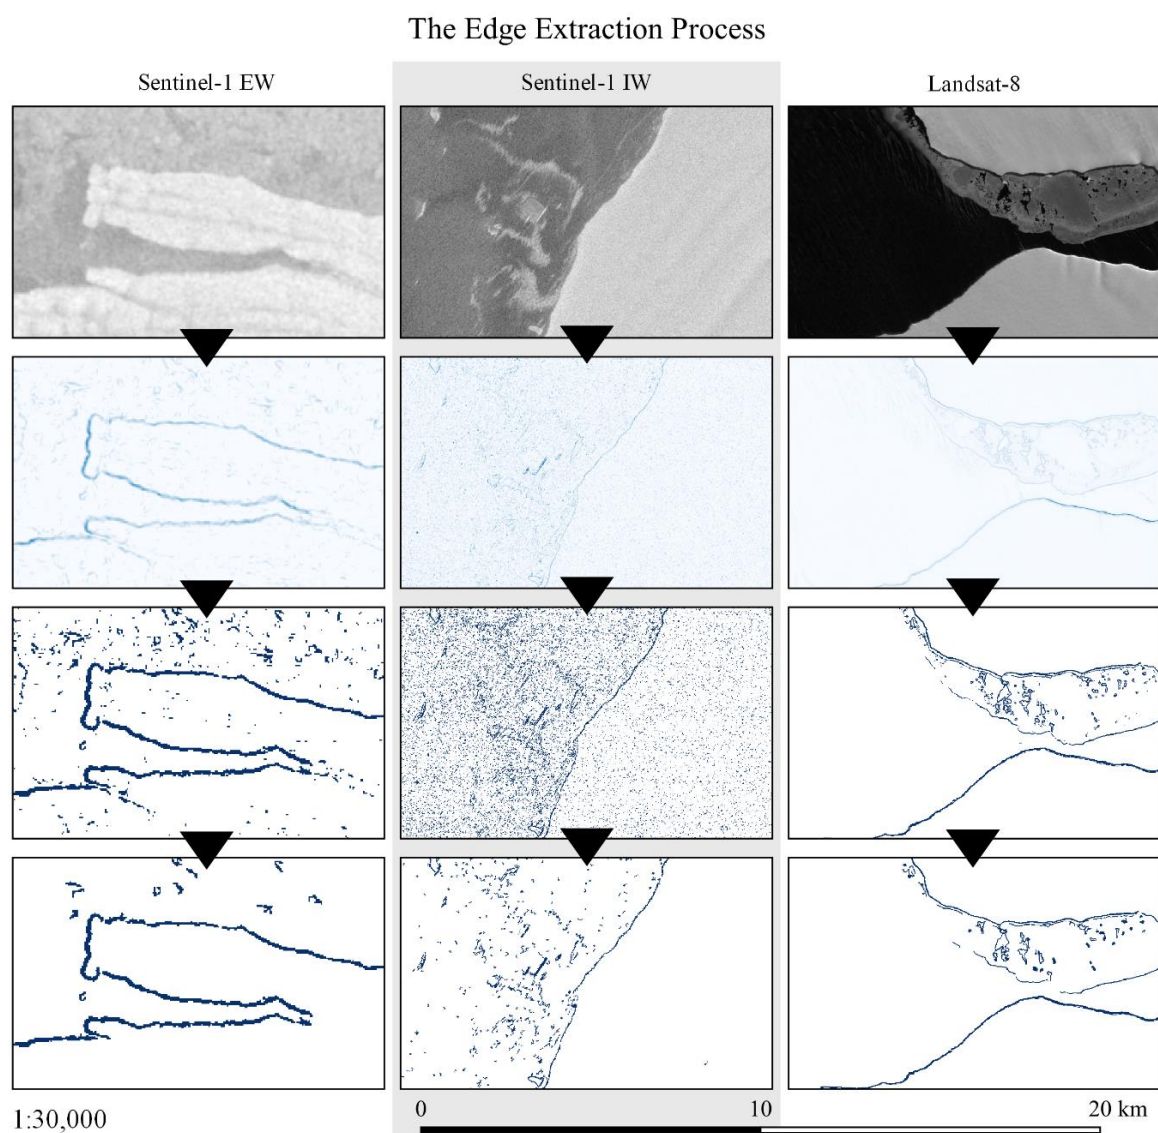 The Edge Extraction Process
Sentinel-1 EW
Sentinel-1 IW
Landsat-8
1:30,000
0
10
20 km